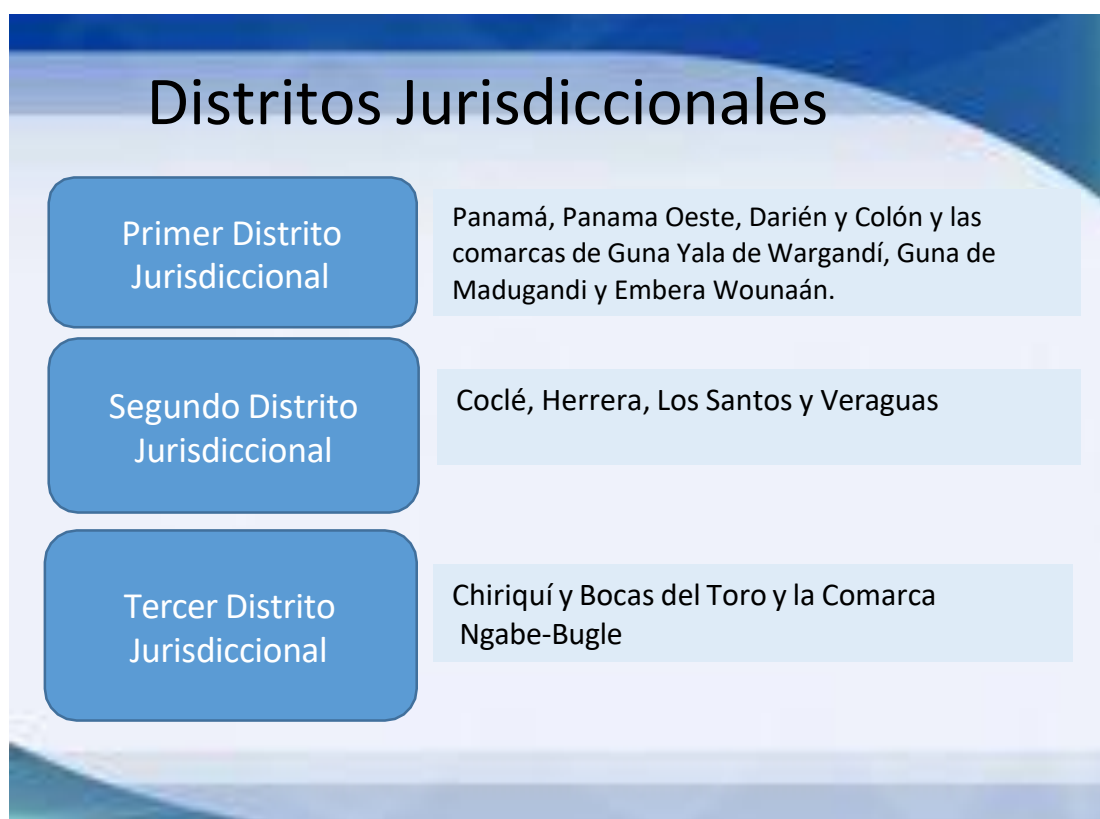 Distritos Jurisdiccionales
Primer Distrito
Jurisdiccional
Panamá, Panama Oeste, Darién y Colón y las
comarcas de Guna Yala de Wargandí, Guna de
Madugandi y Embera Wounaán.
Segundo Distrito
Jurisdiccional
Coclé, Herrera, Los Santos y Veraguas
Tercer Distrito
Jurisdiccional
Chiriquí y Bocas del Toro y la Comarca
Ngabe-Bugle